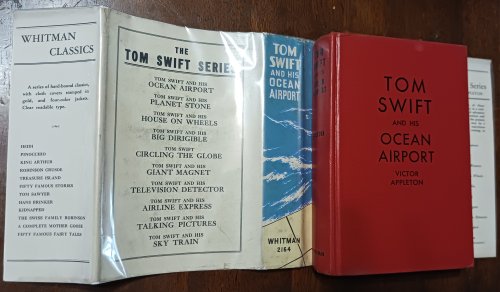 WHITMAN
CLASSICS
A series of hard-bound classics
with cloth covers stamped in
gold, and four-color jackets.
Clear readable type.
HEIDI
PINOCCHIO
KING ARTHUR
ROBINSON CRUSOE
TREASURE ISLAND
FIFTY FAMOUS STORIES
TOM SAWYER
HANS BRINKER
KIDNAPPED
THE SWISS FAMILY ROBINSON
A COMPLETE MOTHER GOOSE
FIFTY FAMOUS FAIRY TALES
THE
TOM SWIFT SERIES
TOM SWIFT AND HIS
OCEAN AIRPORT
TOM SWIFT AND HIS
PLANET STONE
TOM SWIFT AND HIS
HOUSE ON WHEELS
TOM SWIFT AND HIS
BIG DIRIGIBLE
TOM SWIFT
CIRCLING THE GLOBE
TOM SWIFT AND HIS
GIANT MAGNET
TOM SWIFT AND HIS
TELEVISION DETECTOR
TOM SWIFT AND HIS
AIRLINE EXPRESS
TOM SWIFT AND HIS
TALKING PICTURES
TOM SWIFT AND HIS
SKY TRAIN
TOM
SWIFT
AND HIS
OCEAN
AIRPORT
WHITMAN
2164
TOM
SWIFT
AND HIS
OCEAN
AIRPORT
VICTOR
APPLETON
Series